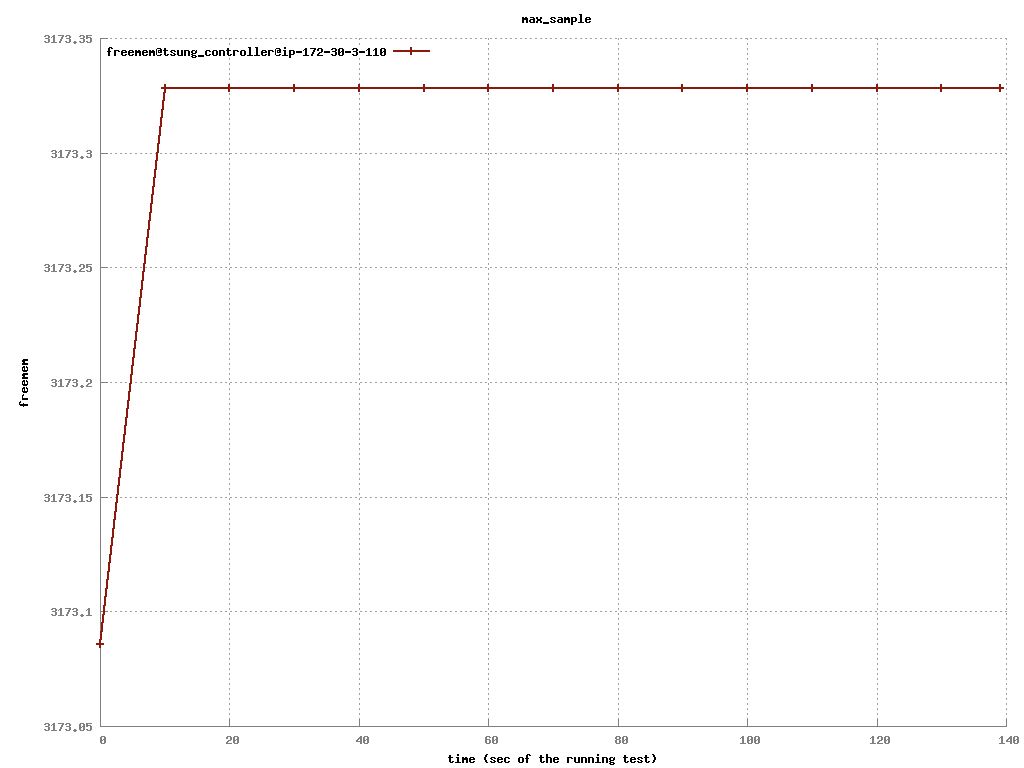 max_sample
3173.35
freemem@tsung_controller@ip-172-30-3-110
3173.3
3173.25
3173.2
freemem
3173.15
3173.1
3173.05
0 20 40 60 80 100 120 140
time (sec of the running test)